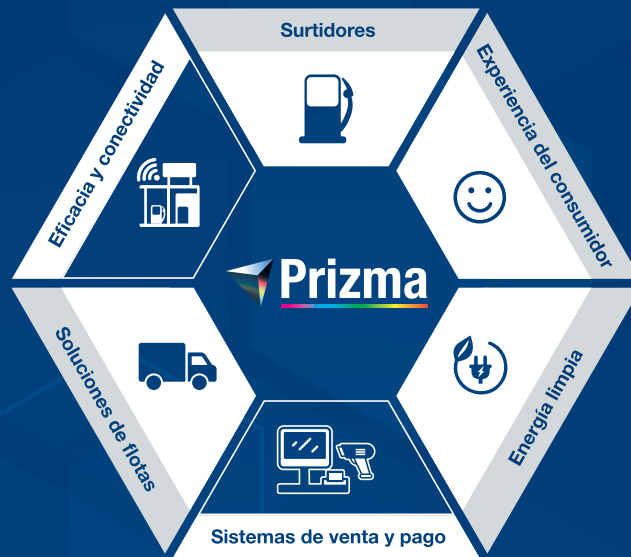 Surtidores
Experiencia del consumidor
Energía limpia
Sistemas de venta y pago
Soluciones de flotas
Eficacia y conectividad
Prizma